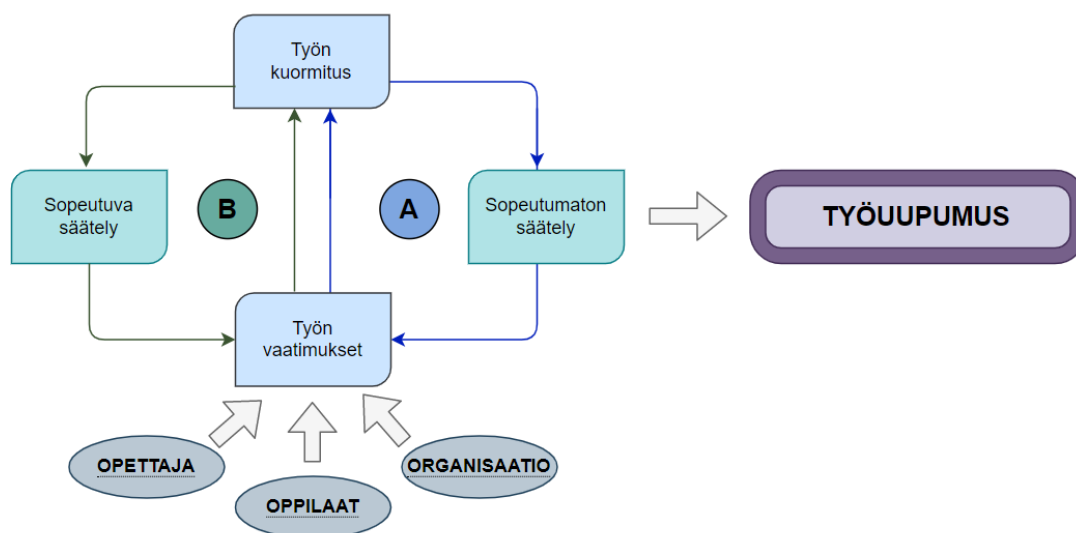 Työn
kuormitus
Sopeutuva
säätely
B
A
Sopeutumaton
säätely
TYÖUUPUMUS
Työn
vaatimukset
OPETTAJA
ORGANISAATIO
OPPILAAT